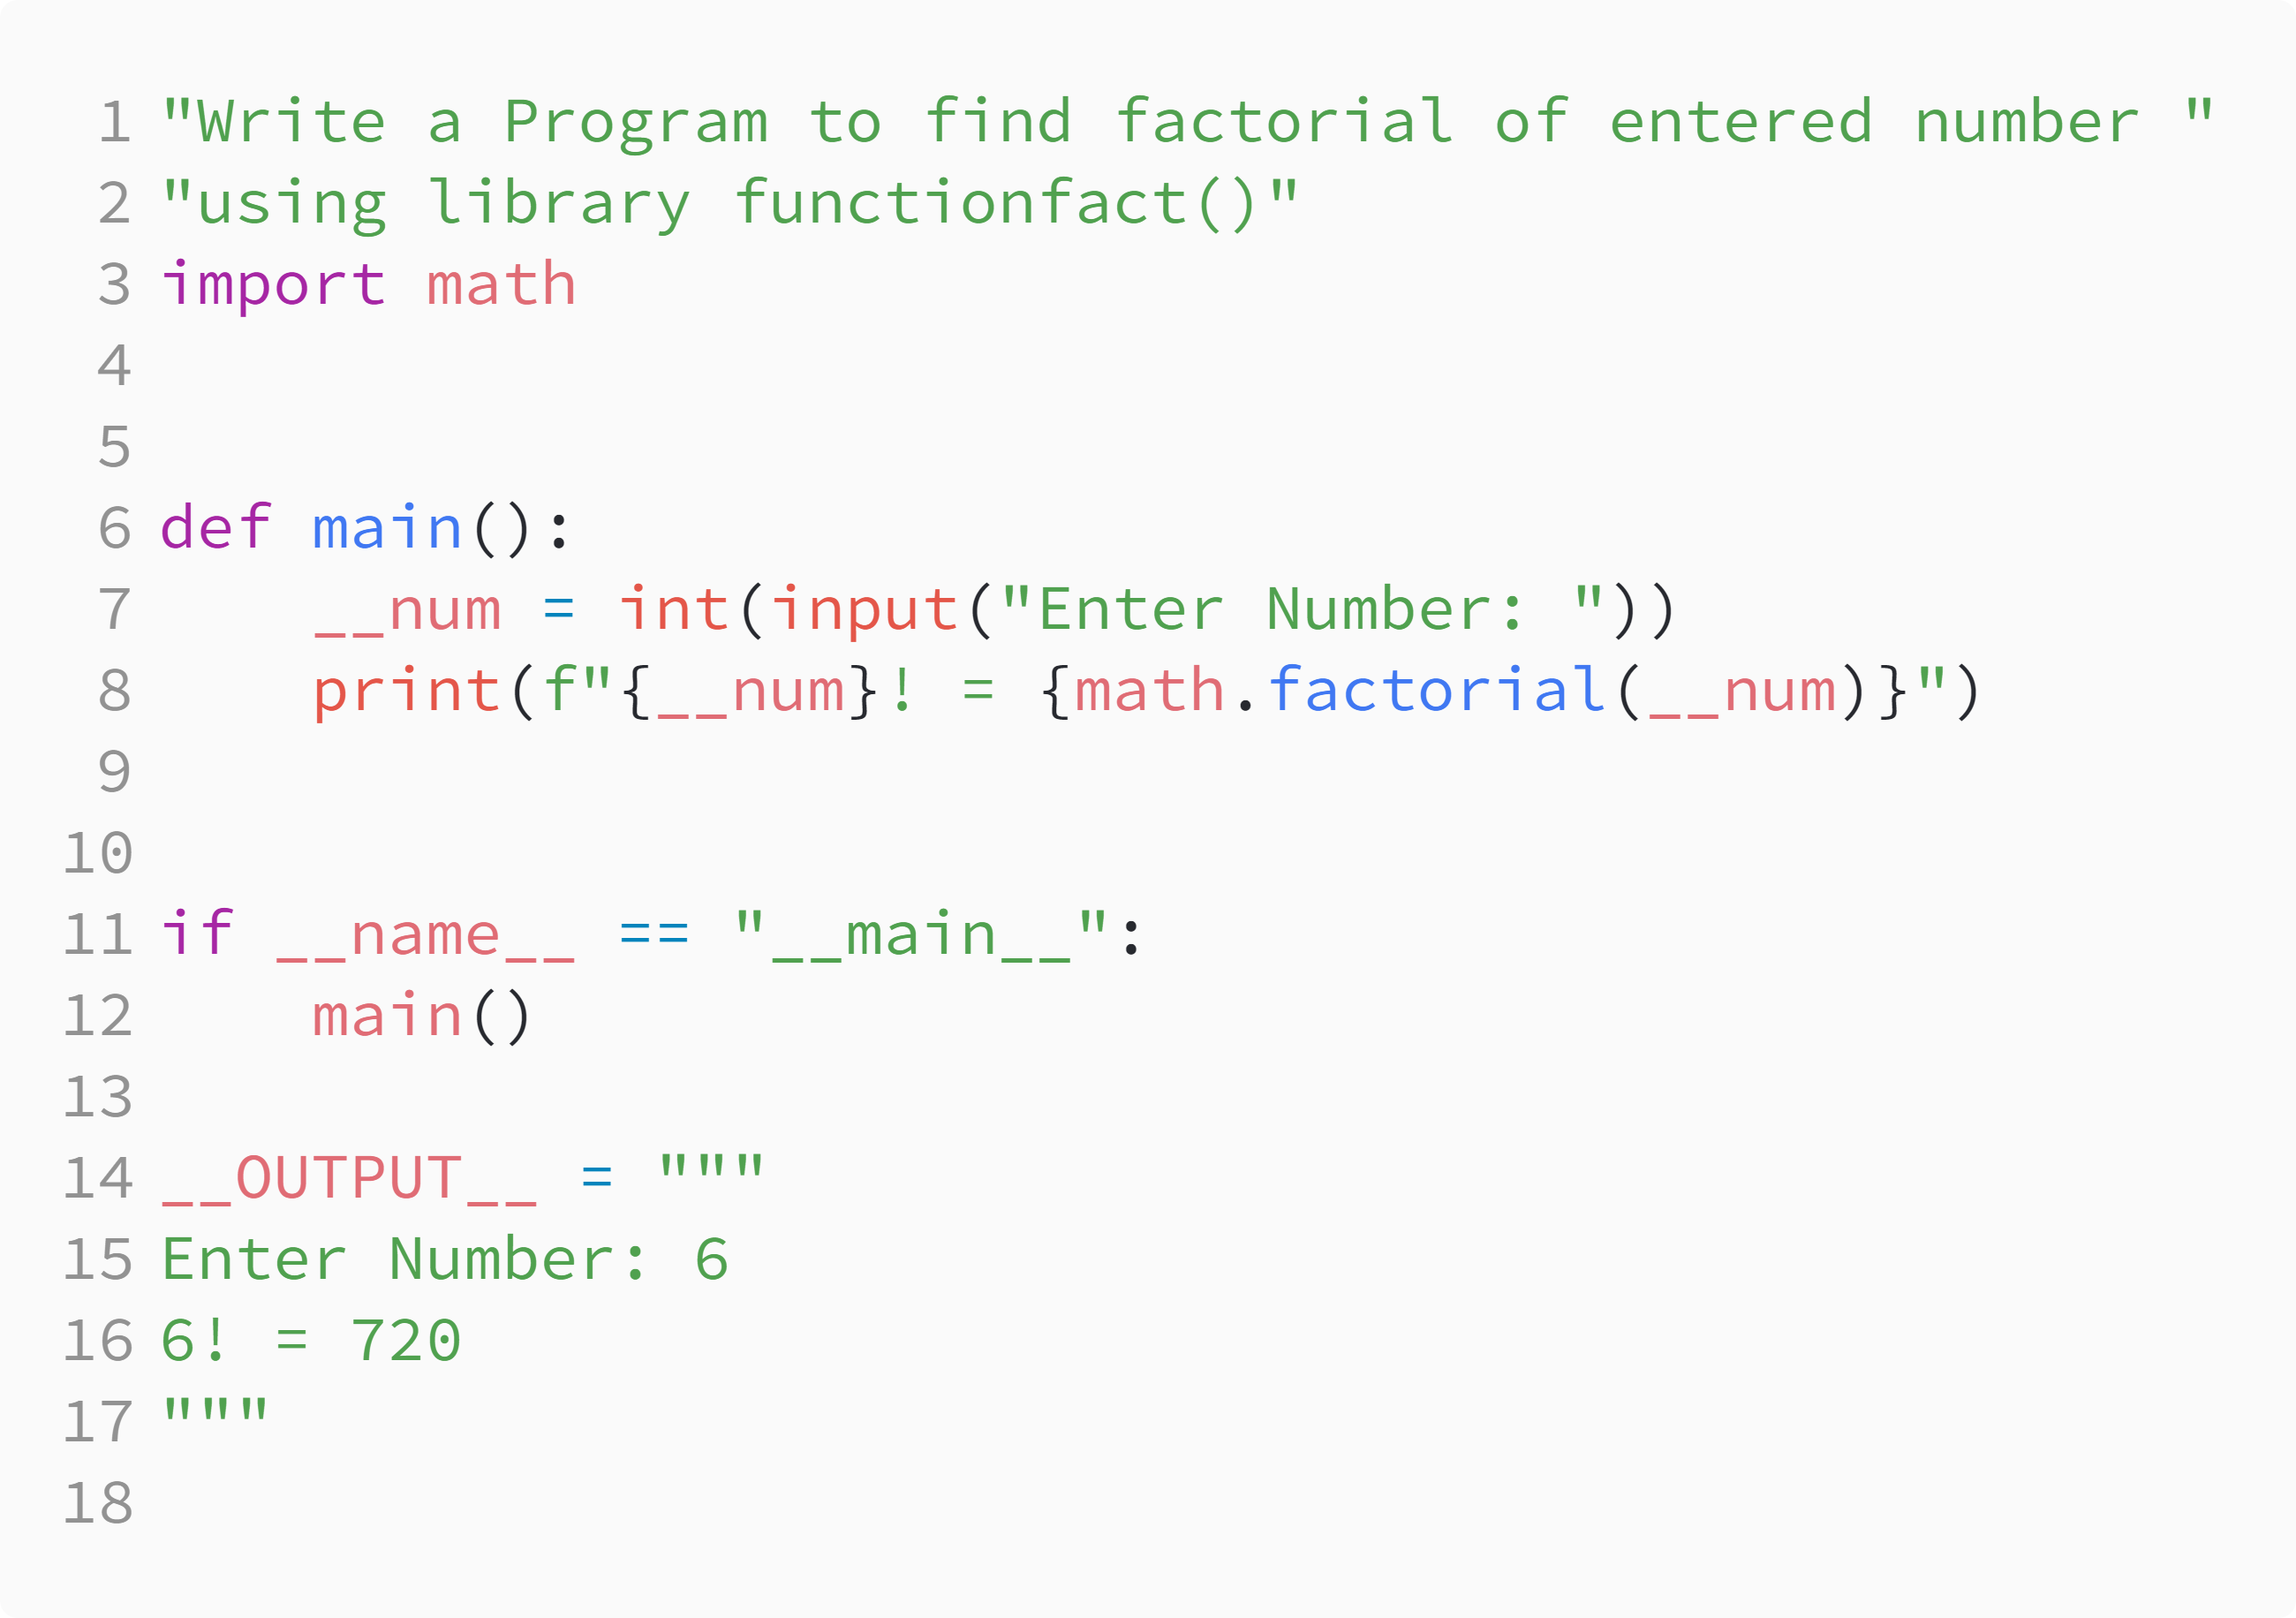 1 "Write a Program to find factorial of entered number "
2 "using library functionfact()"
3 import math
4
5
6 def main():
7     __num = int(input("Enter Number: "))
8     print(f"{__num}! = {math.factorial(__num)}")
9
10
11 if __name__ == "__main__":
12     main()
13
14 __OUTPUT__ = """
15 Enter Number: 6
16 6! = 720
17 """
18